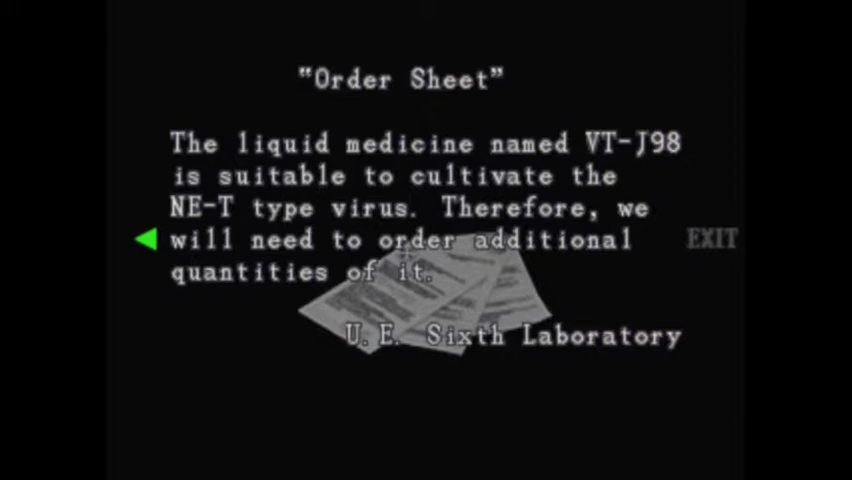 "Order Sheet"
The liquid medicine named VT-J98
is suitable to cultivate the
NE-T type virus. Therefore, we
will need to order additional
EXIT
quantities of it.
U. E. Sixth Laboratory